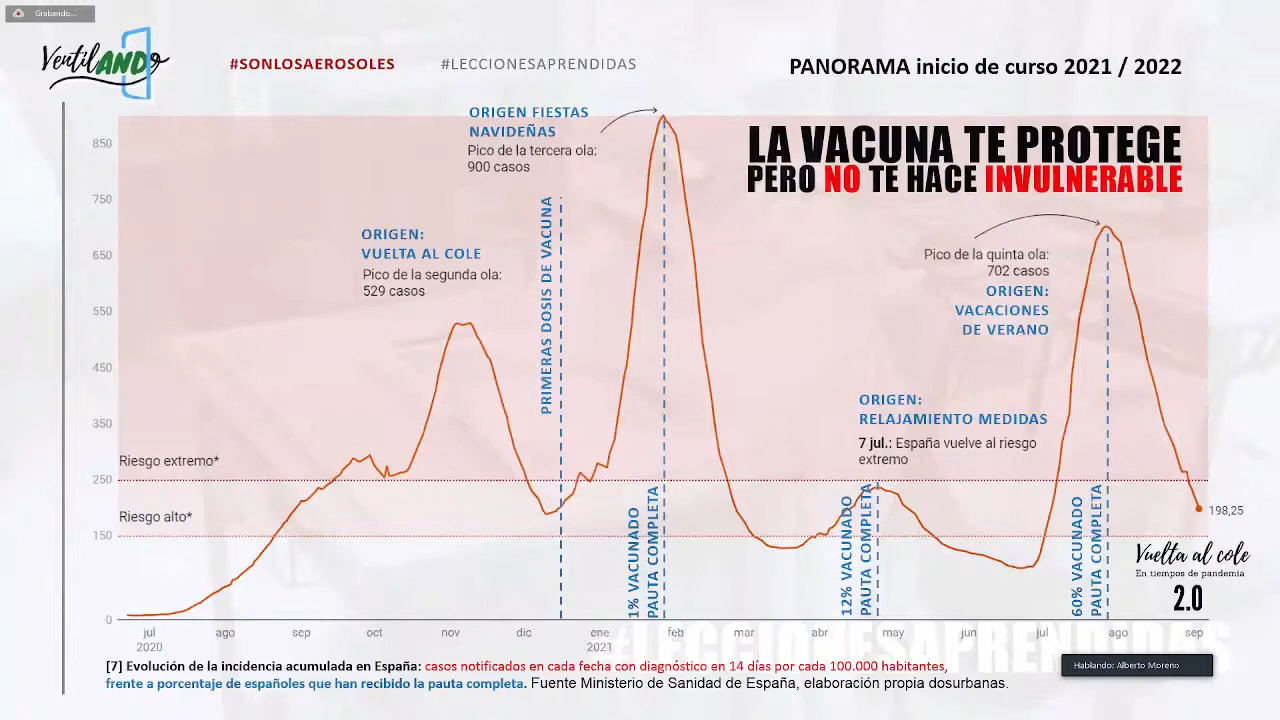 Grabando...
VentilANDo
#SONLOSAEROSOLES
#LECCIONESAPRENDIDAS
PANORAMA inicio de curso 2021 / 2022
LA VACUNA TE PROTEGE
PERO NO TE HACE INVULNERABLE
ORIGEN FIESTAS
NAVIDEÑAS
Pico de la tercera ola:
900 casos
ORIGEN:
VUELTA AL COLE
Pico de la segunda ola:
529 casos
PRIMERAS DOSIS DE VACUNA
Pico de la quinta ola:
702 casos
ORIGEN:
VACACIONES
DE VERANO
ORIGEN:
RELAJAMIENTO MEDIDAS
7 jul.: España vuelve al riesgo
extremo
850
750
650
550
450
350
250
150
0
Riesgo extremo*
Riesgo alto*
1% VACUNADO
PAUTA COMPLETA
12% VACUNADO
PAUTA COMPLETA
60% VACUNADO
PAUTA COMPLETA
198,25
Vuelta al cole
En tiempos de pandemia
2.0
jul ago sep oct nov dic ene feb mar abr may jun jul ago sep
2020 2021
#LECCIONESAPRENDIDAS
Hablando: Alberto Moreno
[7] Evolución de la incidencia acumulada en España: casos notificados en cada fecha con diagnóstico en 14 días por cada 100.000 habitantes,
frente a porcentaje de españoles que han recibido la pauta completa. Fuente Ministerio de Sanidad de España, elaboración propia dosurbanas.